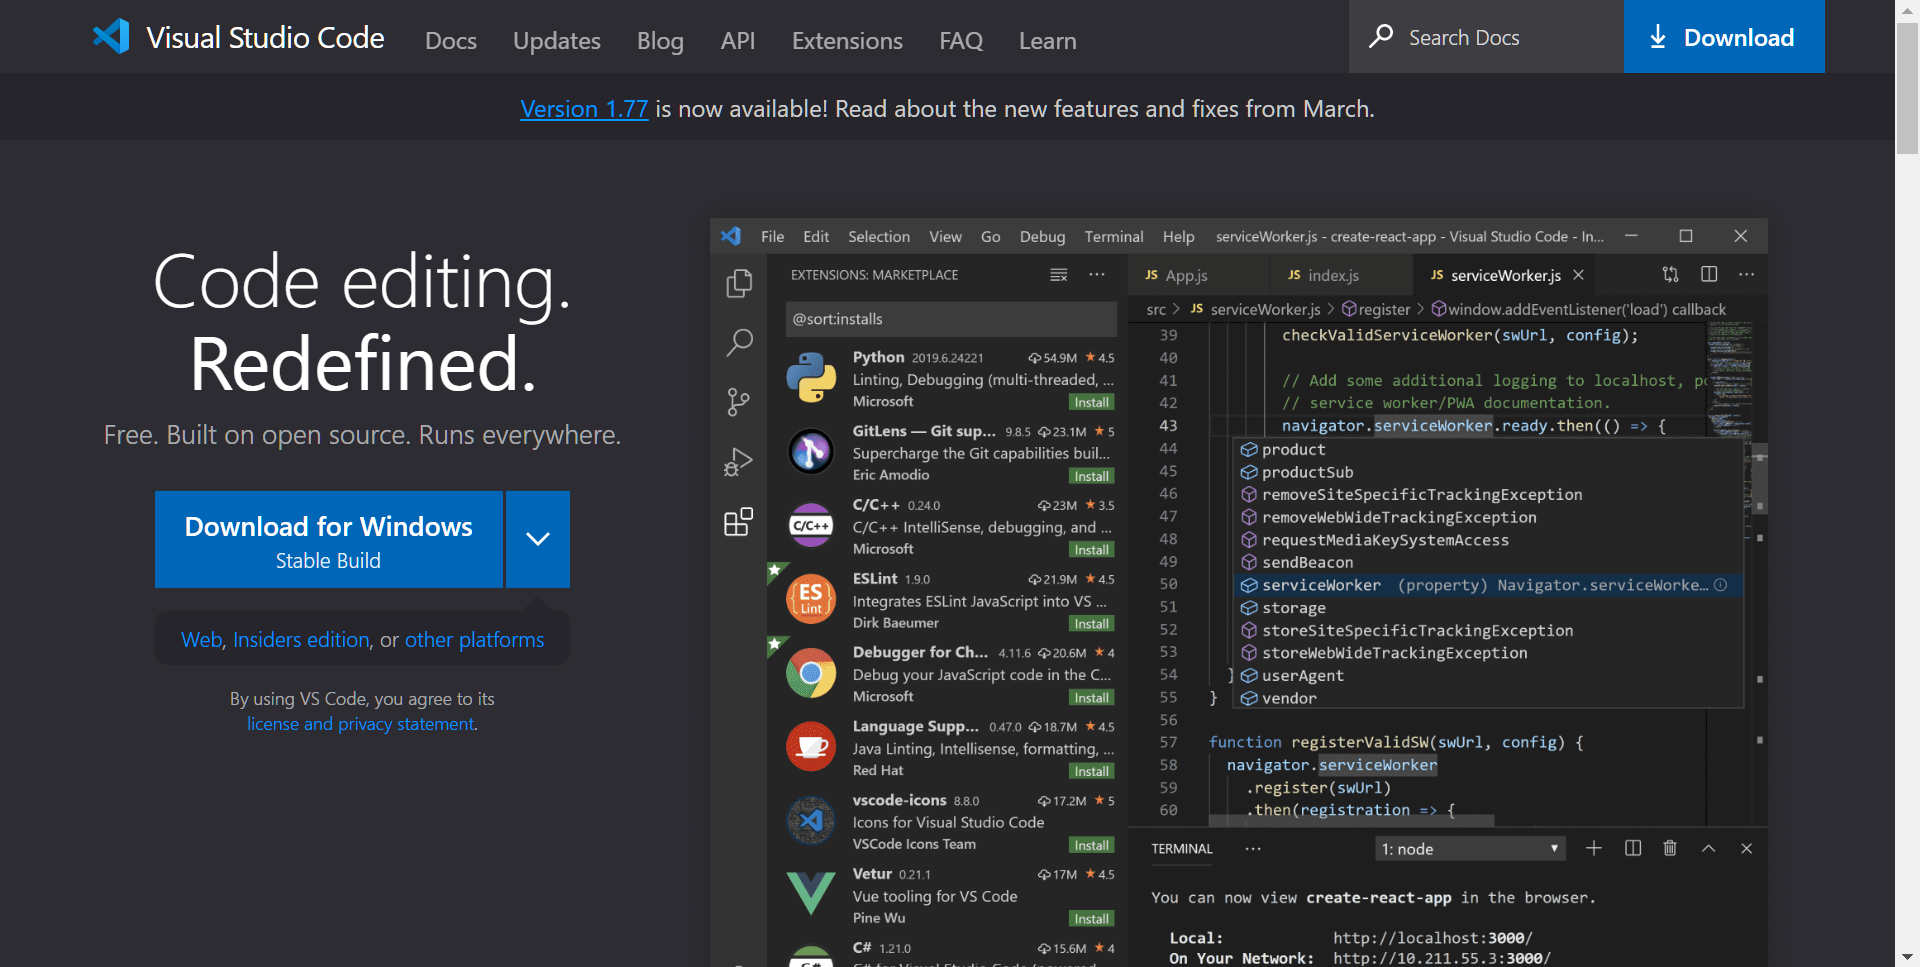 Visual Studio Code Docs Updates Blog API Extensions FAQ Learn Search Docs Download
Version 1.77 is now available! Read about the new features and fixes from March.
Code editing.
Redefined.
Free. Built on open source. Runs everywhere.
Download for Windows
Stable Build
Web, Insiders edition, or other platforms
By using VS Code, you agree to its
license and privacy statement.
File Edit Selection View Go Debug Terminal Help serviceWorker.js - create-react-app - Visual Studio Code - In...
EXTENSIONS: MARKETPLACE
@sort:installs
Python 2019.6.24221 54.9M ★ 4.5
Linting, Debugging (multi-threaded, ...
Microsoft Install
GitLens — Git sup... 9.8.5 23.1M ★ 5
Supercharge the Git capabilities buil...
Eric Amodio Install
C/C++
C/C++ 0.24.0 23M ★ 3.5
C/C++ IntelliSense, debugging, and ...
Microsoft Install
ES
Lint
ESLint 1.9.0 21.9M ★ 4.5
Integrates ESLint JavaScript into VS ...
Dirk Baeumer Install
Debugger for Ch... 4.11.6 20.6M ★ 4
Debug your JavaScript code in the C...
Microsoft Install
Language Supp... 0.47.0 18.7M ★ 4.5
Java Linting, Intellisense, formatting, ...
Red Hat Install
vscode-icons 8.8.0 17.2M ★ 5
Icons for Visual Studio Code
VSCode Icons Team Install
Vetur 0.21.1 17M ★ 4.5
Vue tooling for VS Code
Pine Wu Install
C# 1.21.0 15.6M ★ 4
JS App.js JS index.js JS serviceWorker.js
src > JS serviceWorker.js > register > window.addEventListener('load') callback
39 checkValidServiceWorker(swUrl, config);
40
41 // Add some additional logging to localhost, po
42 // service worker/PWA documentation.
43 navigator.serviceWorker.ready.then(() => {
44 product
45 productSub
46 removeSiteSpecificTrackingException
47 removeWebWideTrackingException
48 requestMediaKeySystemAccess
49 sendBeacon
50 serviceWorker (property) Navigator.serviceWorke...
51 storage
52 storeSiteSpecificTrackingException
53 storeWebWideTrackingException
54 } userAgent
55 } vendor
56
57 function registerValidSW(swUrl, config) {
58 navigator.serviceWorker
59 .register(swUrl)
60 .then(registration => {
TERMINAL ... 1: node
You can now view create-react-app in the browser.
Local: http://localhost:3000/
On Your Network: http://10.211.55.3:3000/